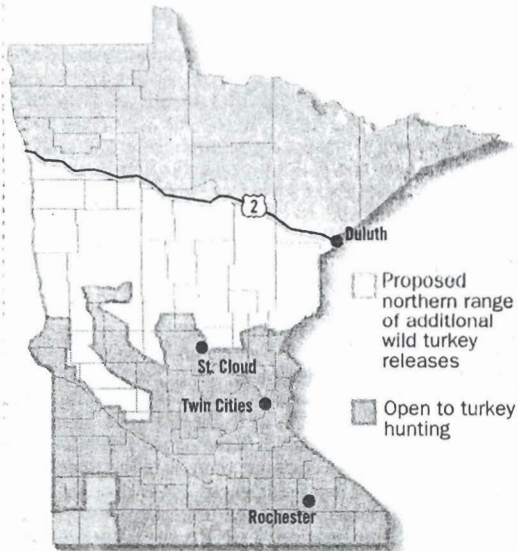 2
Duluth
Proposed
northern range
of additional
wild turkey
releases
St. Cloud
Twin Cities
Open to turkey
hunting
Rochester